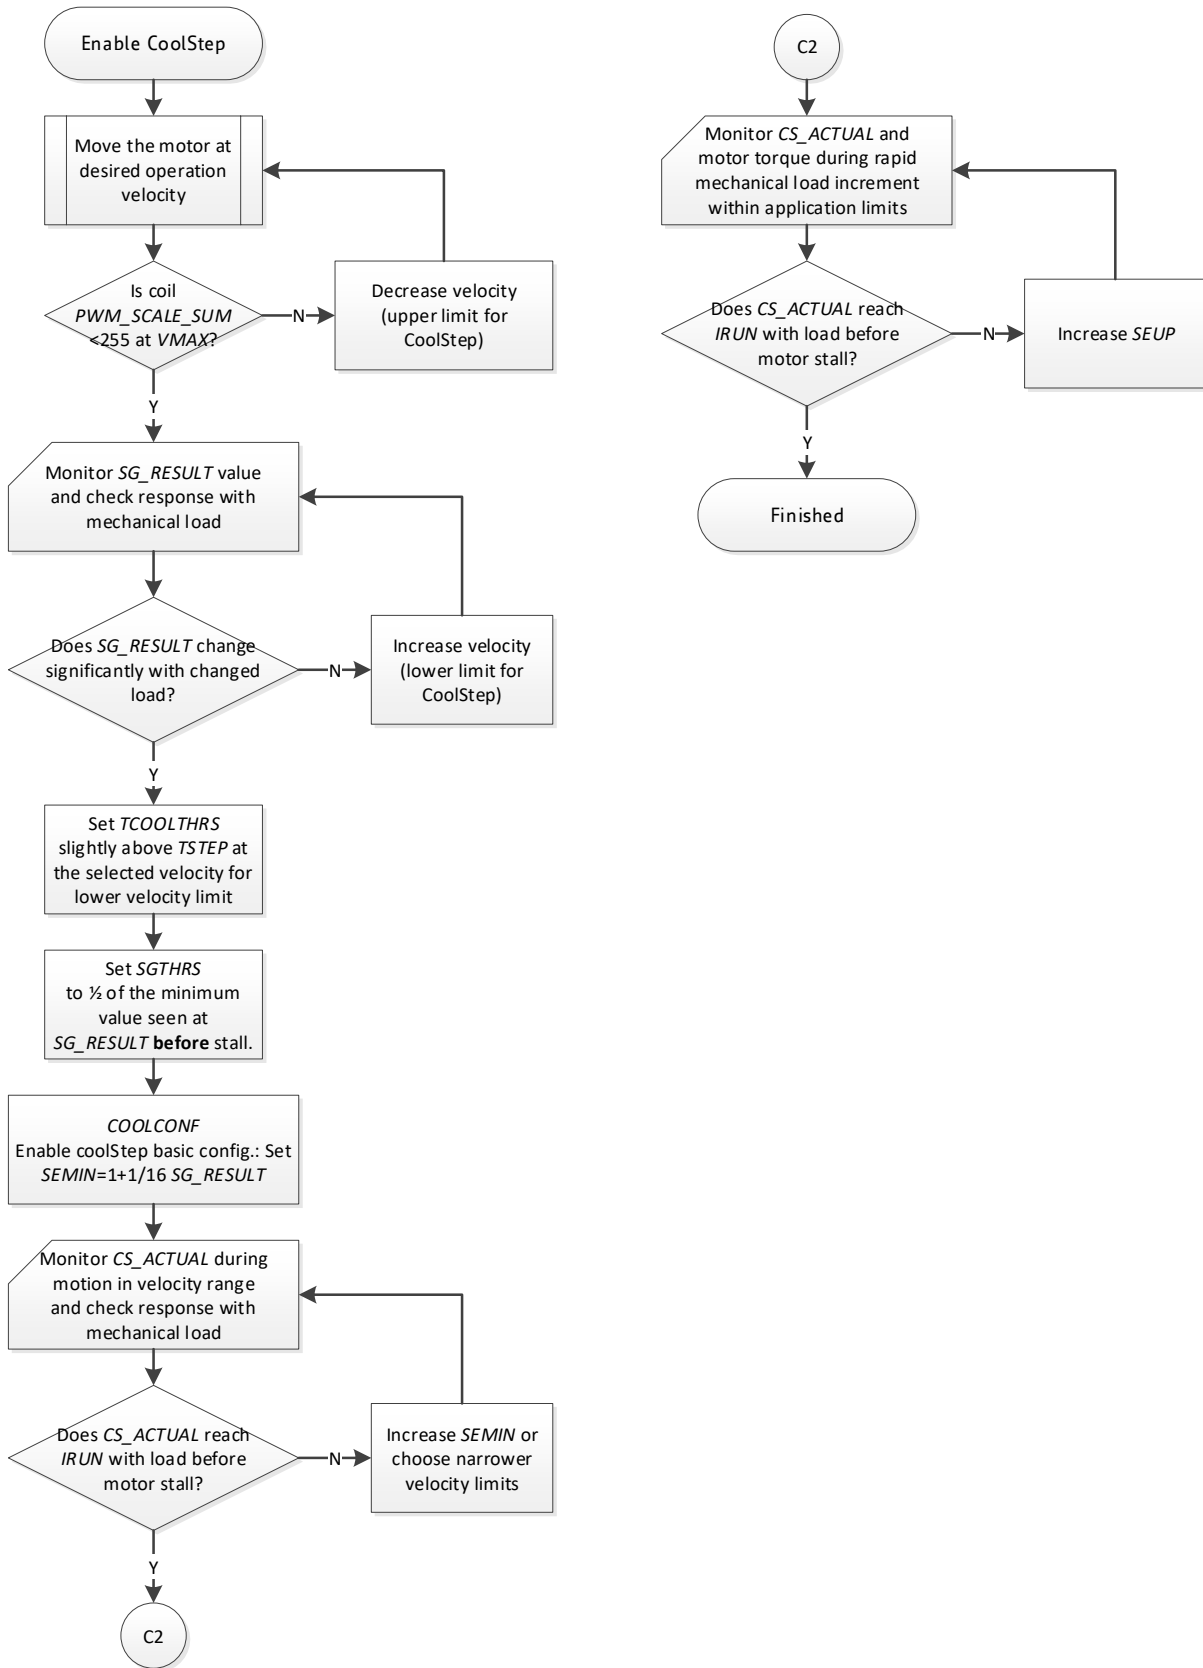 Enable CoolStep
Move the motor at
desired operation
velocity
Is coil
PWM_SCALE_SUM
<255 at VMAX?
N
Decrease velocity
(upper limit for
CoolStep)
Y
Monitor SG_RESULT value
and check response with
mechanical load
Does SG_RESULT change
significantly with changed
load?
N
Increase velocity
(lower limit for
CoolStep)
Y
Set TCOOLTHRS
slightly above TSTEP at
the selected velocity for
lower velocity limit
Set SGTHRS
to ½ of the minimum
value seen at
SG_RESULT before stall.
COOLCONF
Enable coolStep basic config.: Set
SEMIN=1+1/16 SG_RESULT
Monitor CS_ACTUAL during
motion in velocity range
and check response with
mechanical load
Does CS_ACTUAL reach
IRUN with load before
motor stall?
N
Increase SEMIN or
choose narrower
velocity limits
Y
C2
C2
Monitor CS_ACTUAL and
motor torque during rapid
mechanical load increment
within application limits
Does CS_ACTUAL reach
IRUN with load before
motor stall?
N
Increase SEUP
Y
Finished